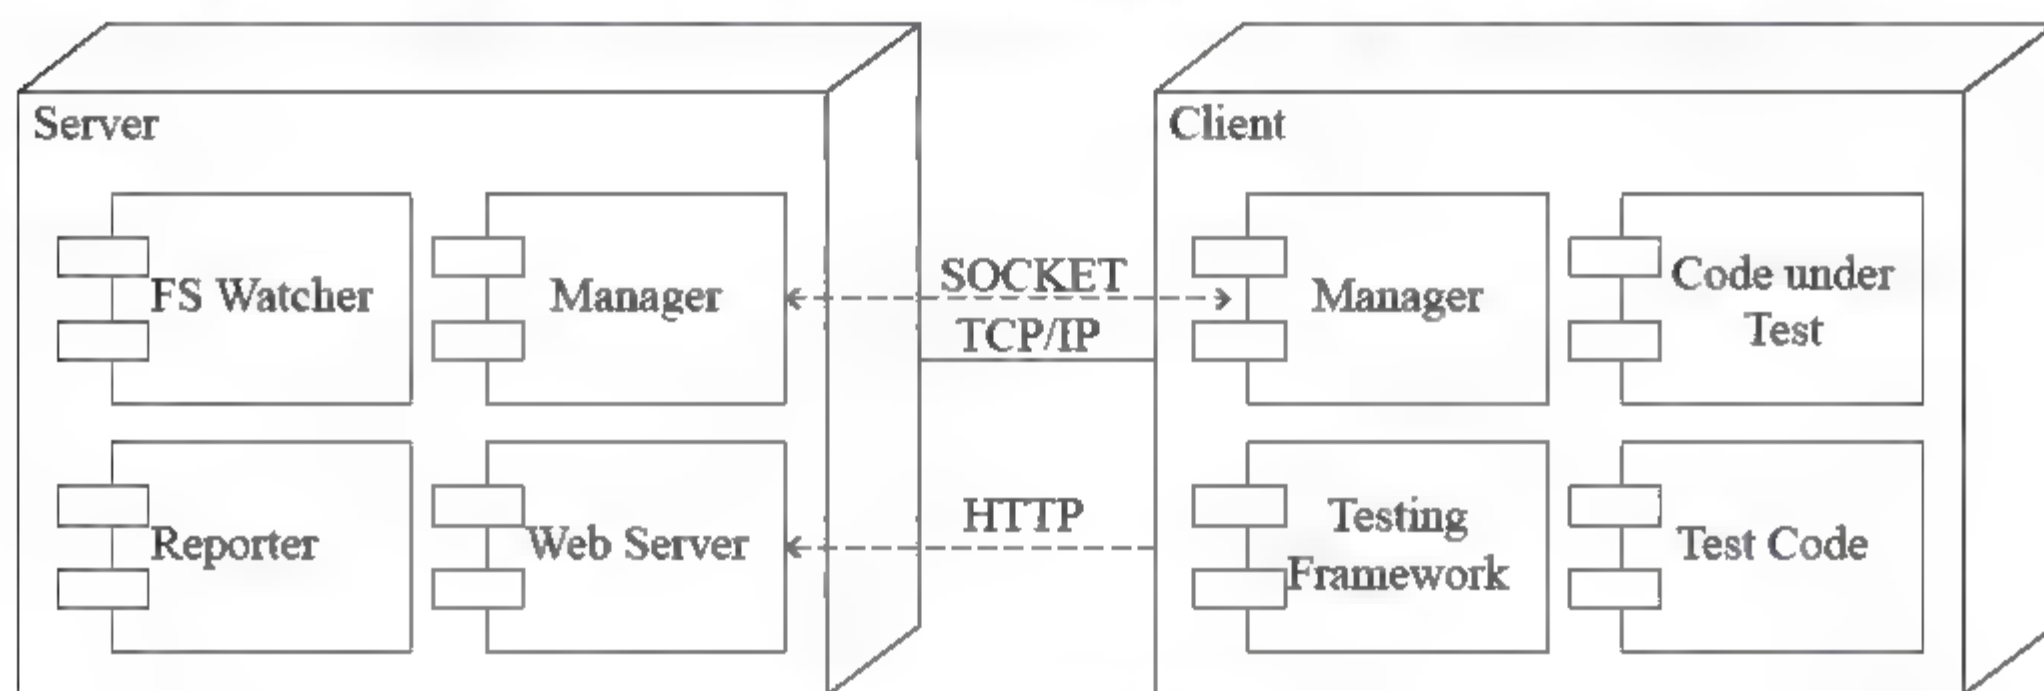 Server
FS Watcher
Manager
Reporter
Web Server
SOCKET
TCP/IP
HTTP
Client
Manager
Code under
Test
Testing
Framework
Test Code